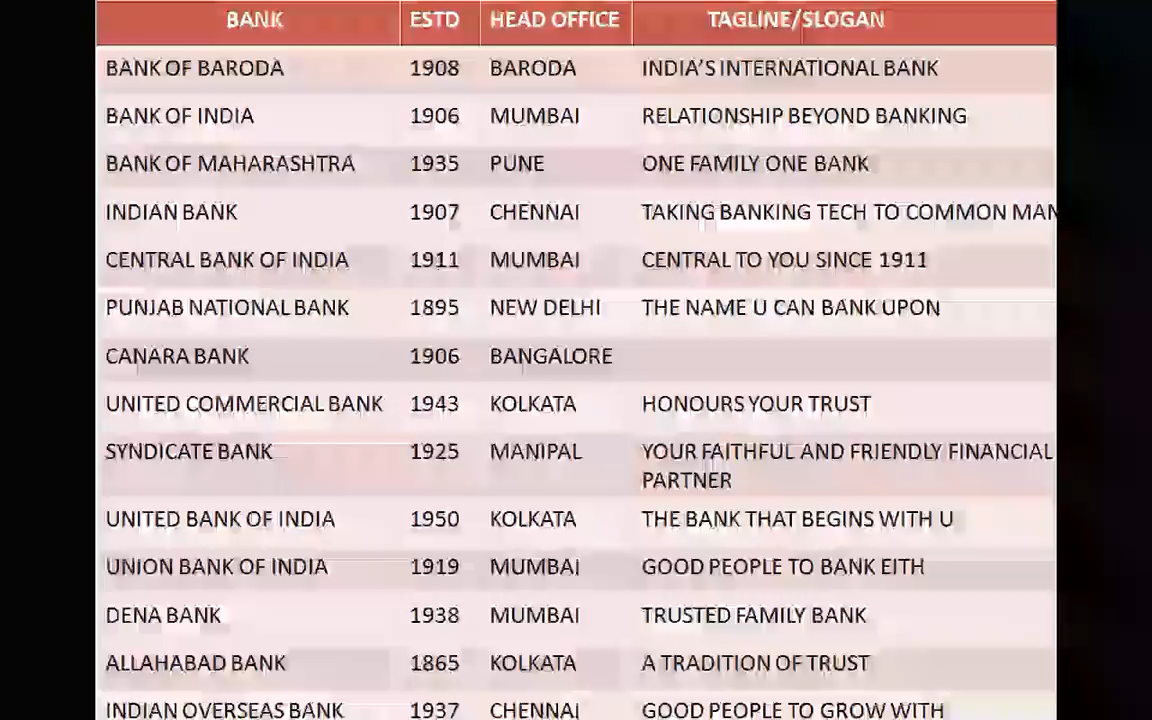 BANK ESTD HEAD OFFICE TAGLINE/SLOGAN
BANK OF BARODA 1908 BARODA INDIA'S INTERNATIONAL BANK
BANK OF INDIA 1906 MUMBAI RELATIONSHIP BEYOND BANKING
BANK OF MAHARASHTRA 1935 PUNE ONE FAMILY ONE BANK
INDIAN BANK 1907 CHENNAI TAKING BANKING TECH TO COMMON MAN
CENTRAL BANK OF INDIA 1911 MUMBAI CENTRAL TO YOU SINCE 1911
PUNJAB NATIONAL BANK 1895 NEW DELHI THE NAME U CAN BANK UPON
CANARA BANK 1906 BANGALORE
UNITED COMMERCIAL BANK 1943 KOLKATA HONOURS YOUR TRUST
SYNDICATE BANK 1925 MANIPAL YOUR FAITHFUL AND FRIENDLY FINANCIAL
PARTNER
UNITED BANK OF INDIA 1950 KOLKATA THE BANK THAT BEGINS WITH U
UNION BANK OF INDIA 1919 MUMBAI GOOD PEOPLE TO BANK EITH
DENA BANK 1938 MUMBAI TRUSTED FAMILY BANK
ALLAHABAD BANK 1865 KOLKATA A TRADITION OF TRUST
INDIAN OVERSEAS BANK 1937 CHENNAI GOOD PEOPLE TO GROW WITH